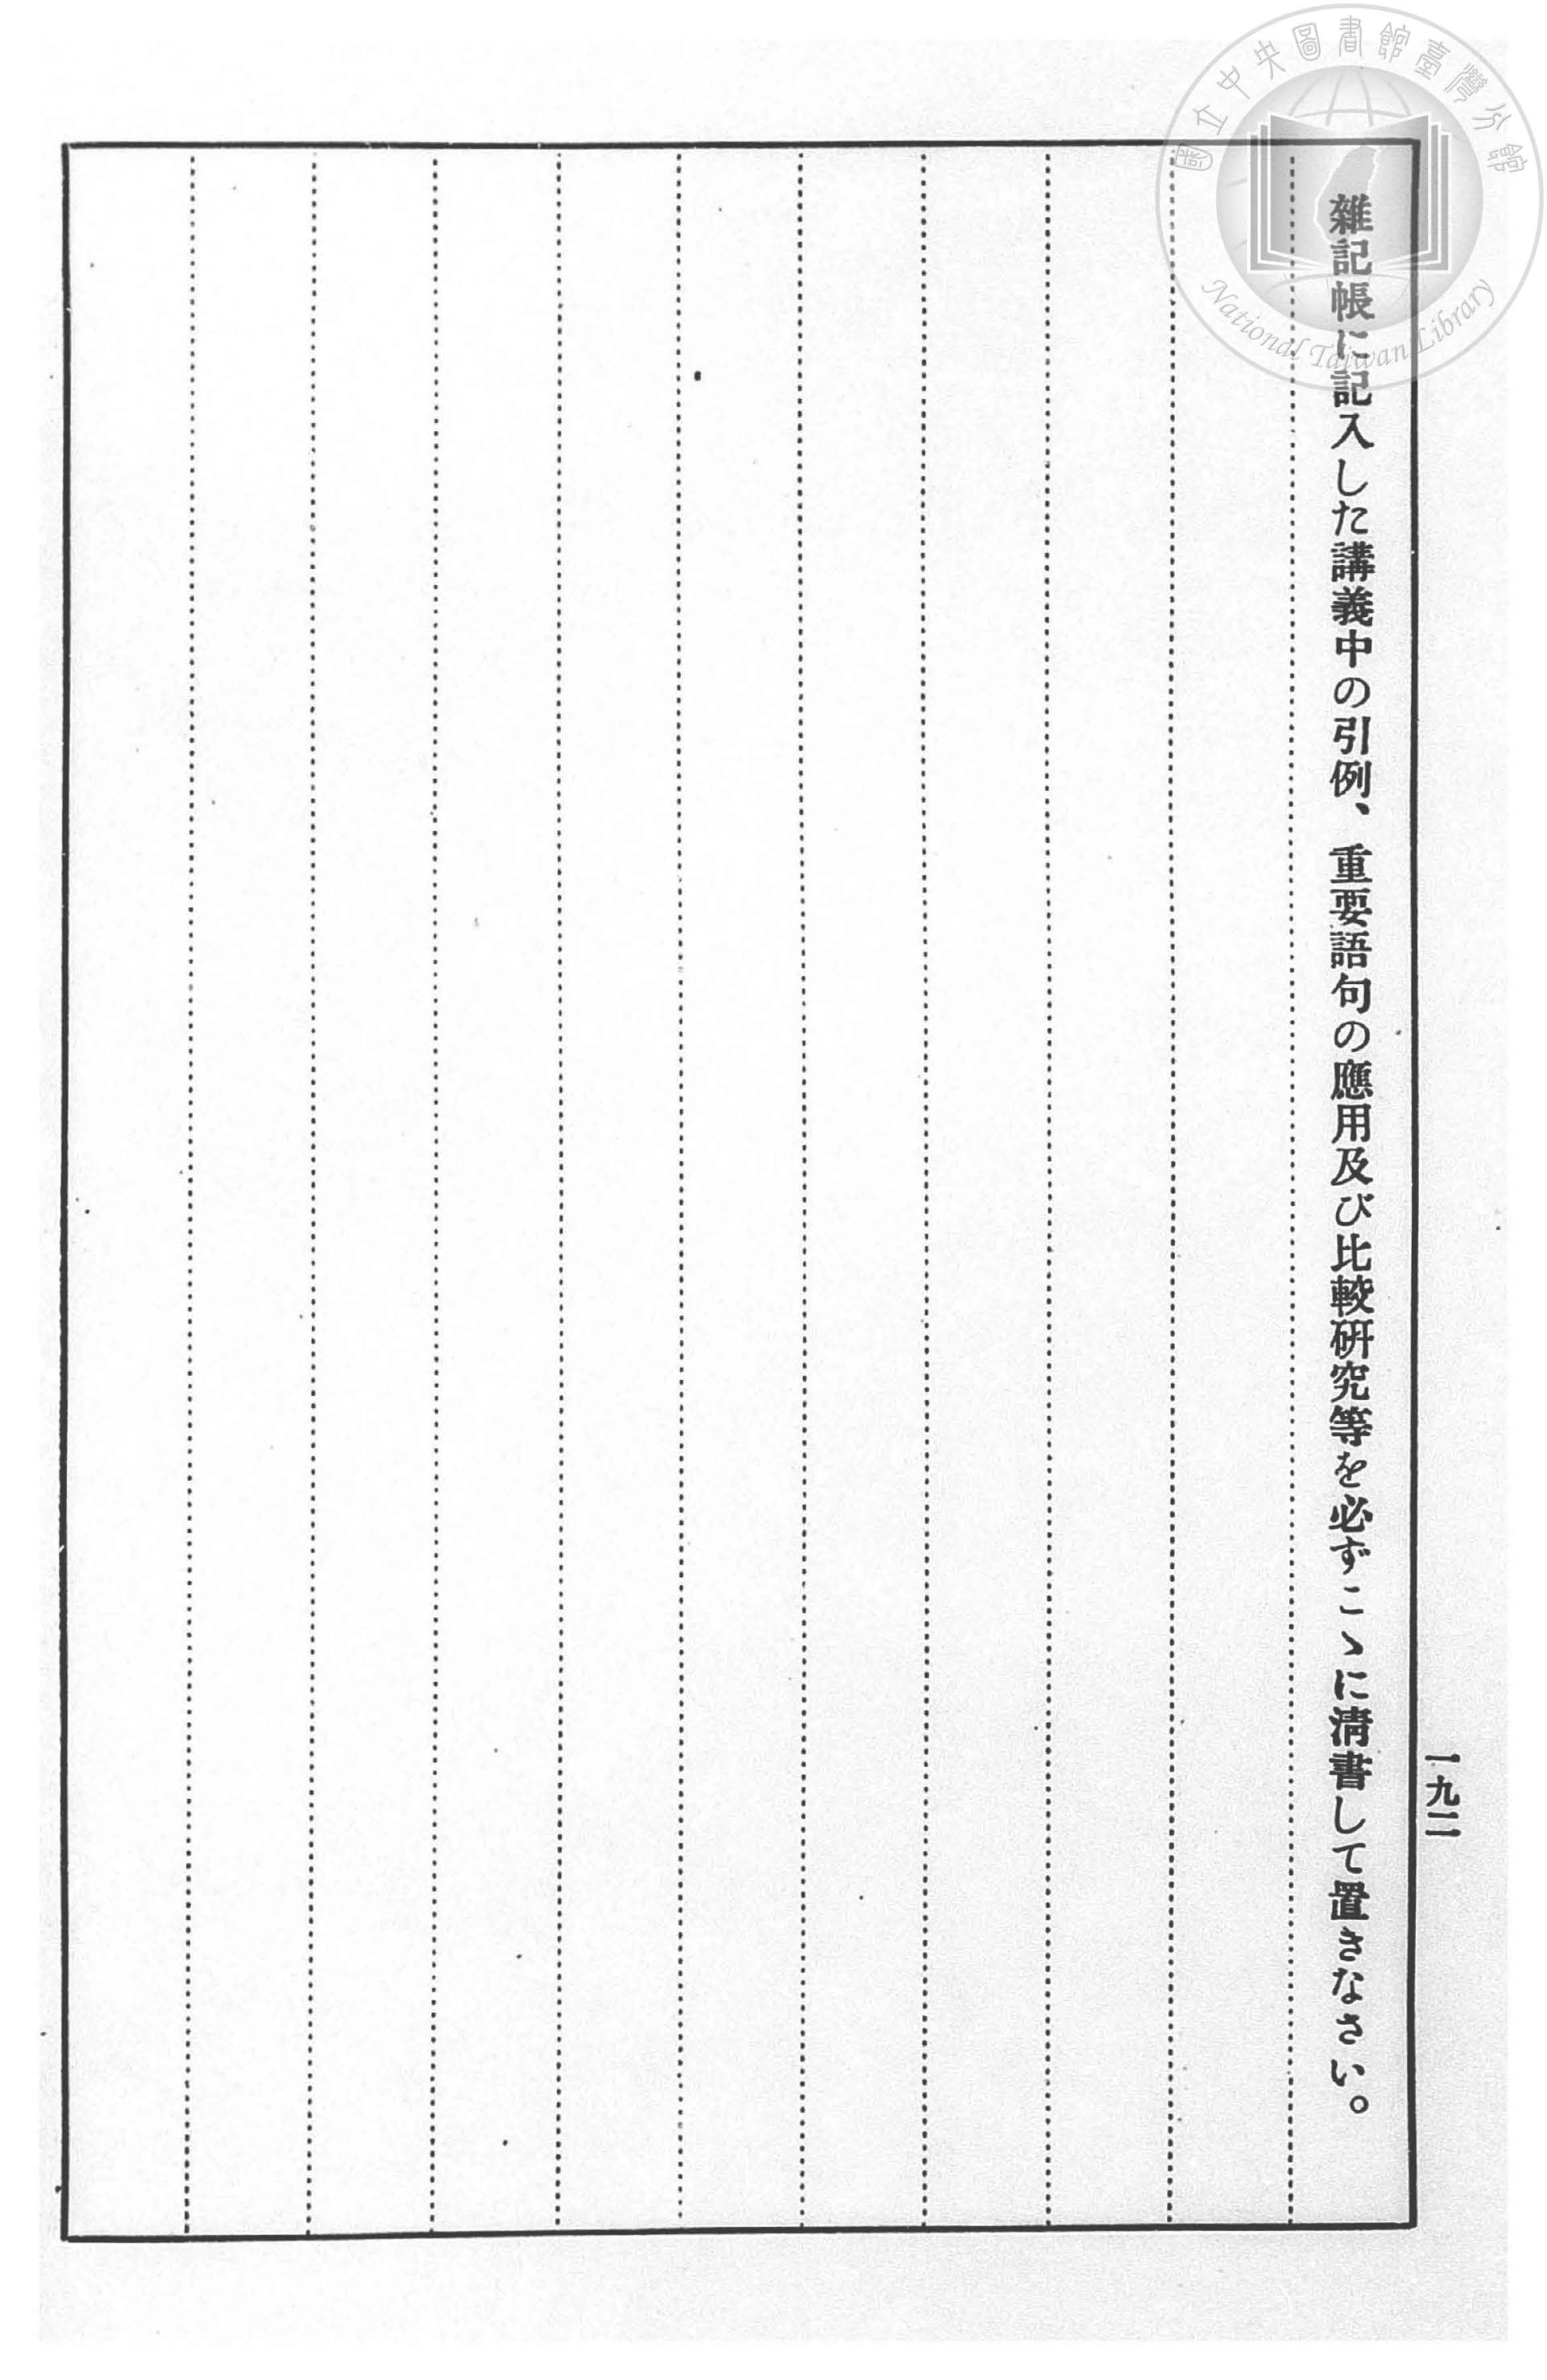 雜記帳に記入した講義中の引例、重要語句の應用及び比較硏究等を必ずこゝに淸書して置きなさい。
一九二
國立中央圖書館臺灣分館
National Taiwan Library